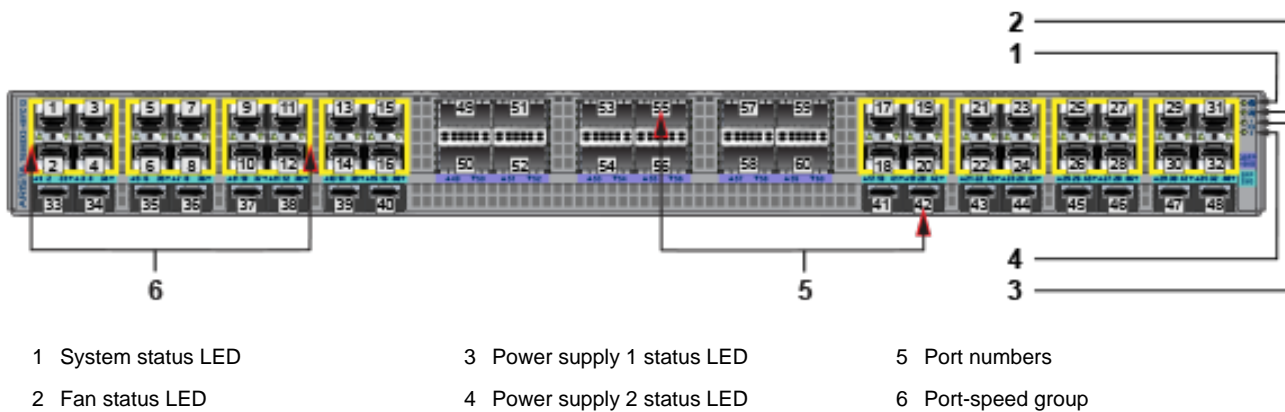 2
1
1 3 5 7 9 11 13 15 49 51 53 55 57 59 17 19 21 23 25 27 29 31
2 4 6 8 10 12 14 16 50 52 54 56 58 60 18 20 22 24 26 28 30 32
33 34 35 36 37 38 39 40 41 42 43 44 45 46 47 48
6
5
4
3
1 System status LED 3 Power supply 1 status LED 5 Port numbers
2 Fan status LED 4 Power supply 2 status LED 6 Port-speed group